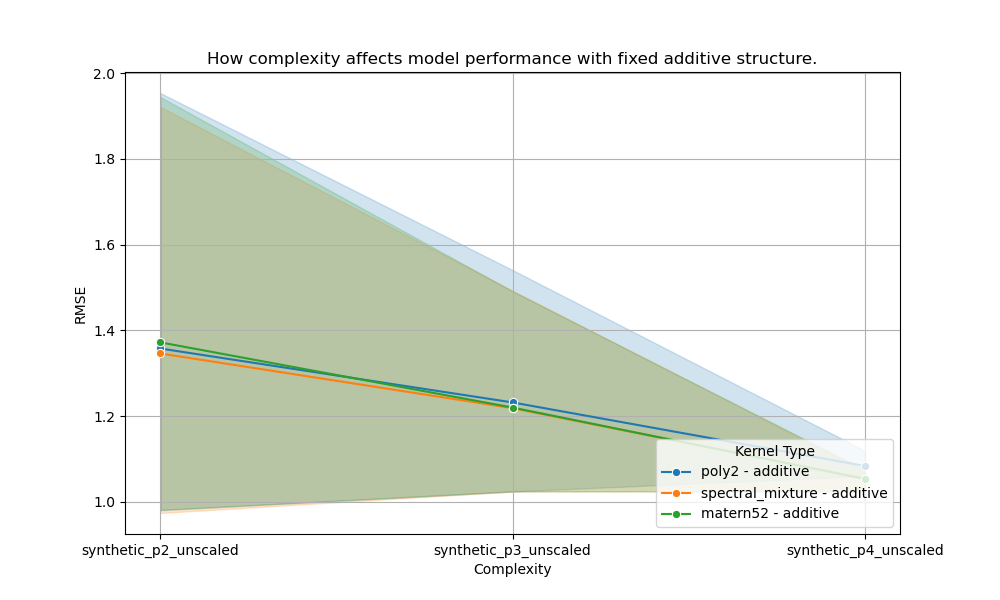 How complexity affects model performance with fixed additive structure.
2.0
1.8
1.6
1.4
1.2
1.0
RMSE
Kernel Type
poly2 - additive
spectral_mixture - additive
matern52 - additive
synthetic_p2_unscaled
synthetic_p3_unscaled
synthetic_p4_unscaled
Complexity